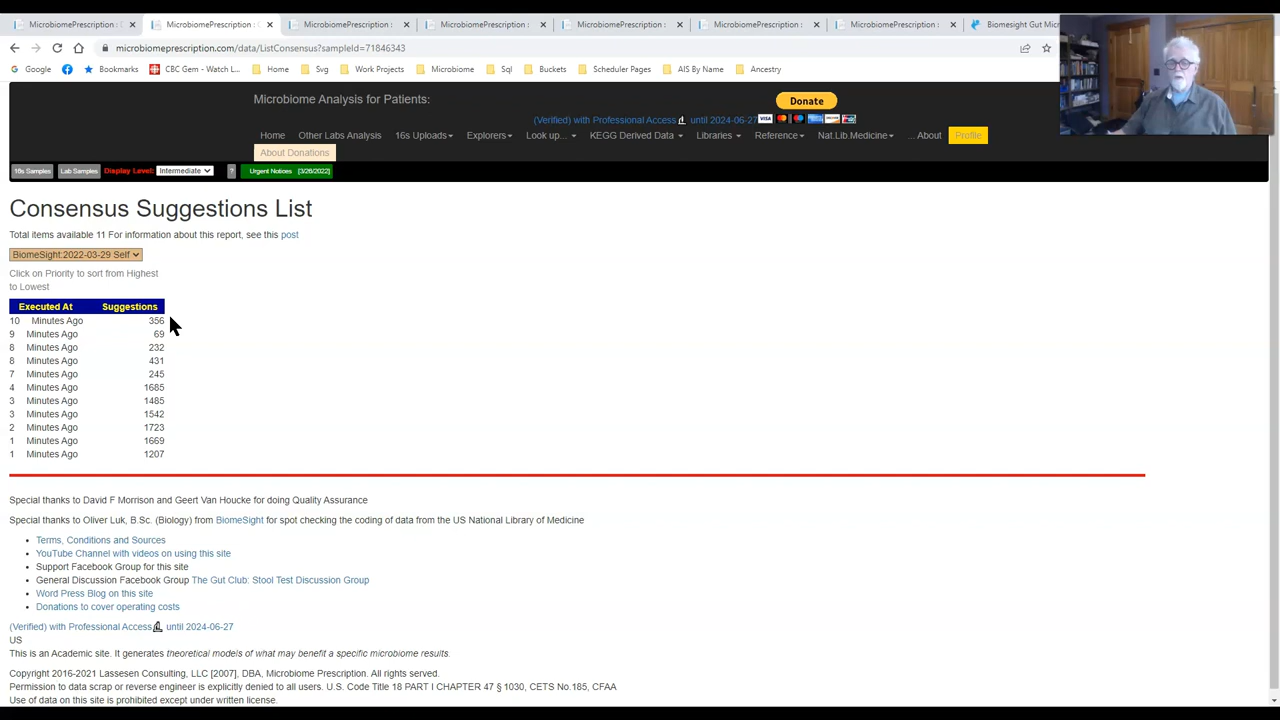 MicrobiomePrescription : C
MicrobiomePrescription : C
MicrobiomePrescription :
MicrobiomePrescription :
MicrobiomePrescription :
MicrobiomePrescription :
MicrobiomePrescription :
Biomesight Gut Mi
microbiomeprescription.com/data/ListConsensus?sampleId=71846343
Google Bookmarks CBC Gem - Watch L... Home Svg Work Projects Microbiome Sql Buckets Scheduler Pages AIS By Name Ancestry
Microbiome Analysis for Patients:
Donate
(Verified) with Professional Access until 2024-06-27
Home Other Labs Analysis 16s Uploads Explorers Look up... KEGG Derived Data Libraries Reference Nat.Lib.Medicine ... About Profile
About Donations
16s Samples Lab Samples Display Level: Intermediate ? Urgent Notices [3/26/2022]
Consensus Suggestions List
Total items available 11 For information about this report, see this post
BiomeSight:2022-03-29 Self
Click on Priority to sort from Highest
to Lowest
Executed At Suggestions
10 Minutes Ago 356
9 Minutes Ago 69
8 Minutes Ago 232
8 Minutes Ago 431
7 Minutes Ago 245
4 Minutes Ago 1685
3 Minutes Ago 1485
3 Minutes Ago 1542
2 Minutes Ago 1723
1 Minutes Ago 1669
1 Minutes Ago 1207
Special thanks to David F Morrison and Geert Van Houcke for doing Quality Assurance
Special thanks to Oliver Luk, B.Sc. (Biology) from BiomeSight for spot checking the coding of data from the US National Library of Medicine
Terms, Conditions and Sources
YouTube Channel with videos on using this site
Support Facebook Group for this site
General Discussion Facebook Group The Gut Club: Stool Test Discussion Group
Word Press Blog on this site
Donations to cover operating costs
(Verified) with Professional Access until 2024-06-27
US
This is an Academic site. It generates theoretical models of what may benefit a specific microbiome results.
Copyright 2016-2021 Lassesen Consulting, LLC [2007], DBA, Microbiome Prescription. All rights served.
Permission to data scrap or reverse engineer is explicitly denied to all users. U.S. Code Title 18 PART I CHAPTER 47 § 1030, CETS No.185, CFAA
Use of data on this site is prohibited except under written license.